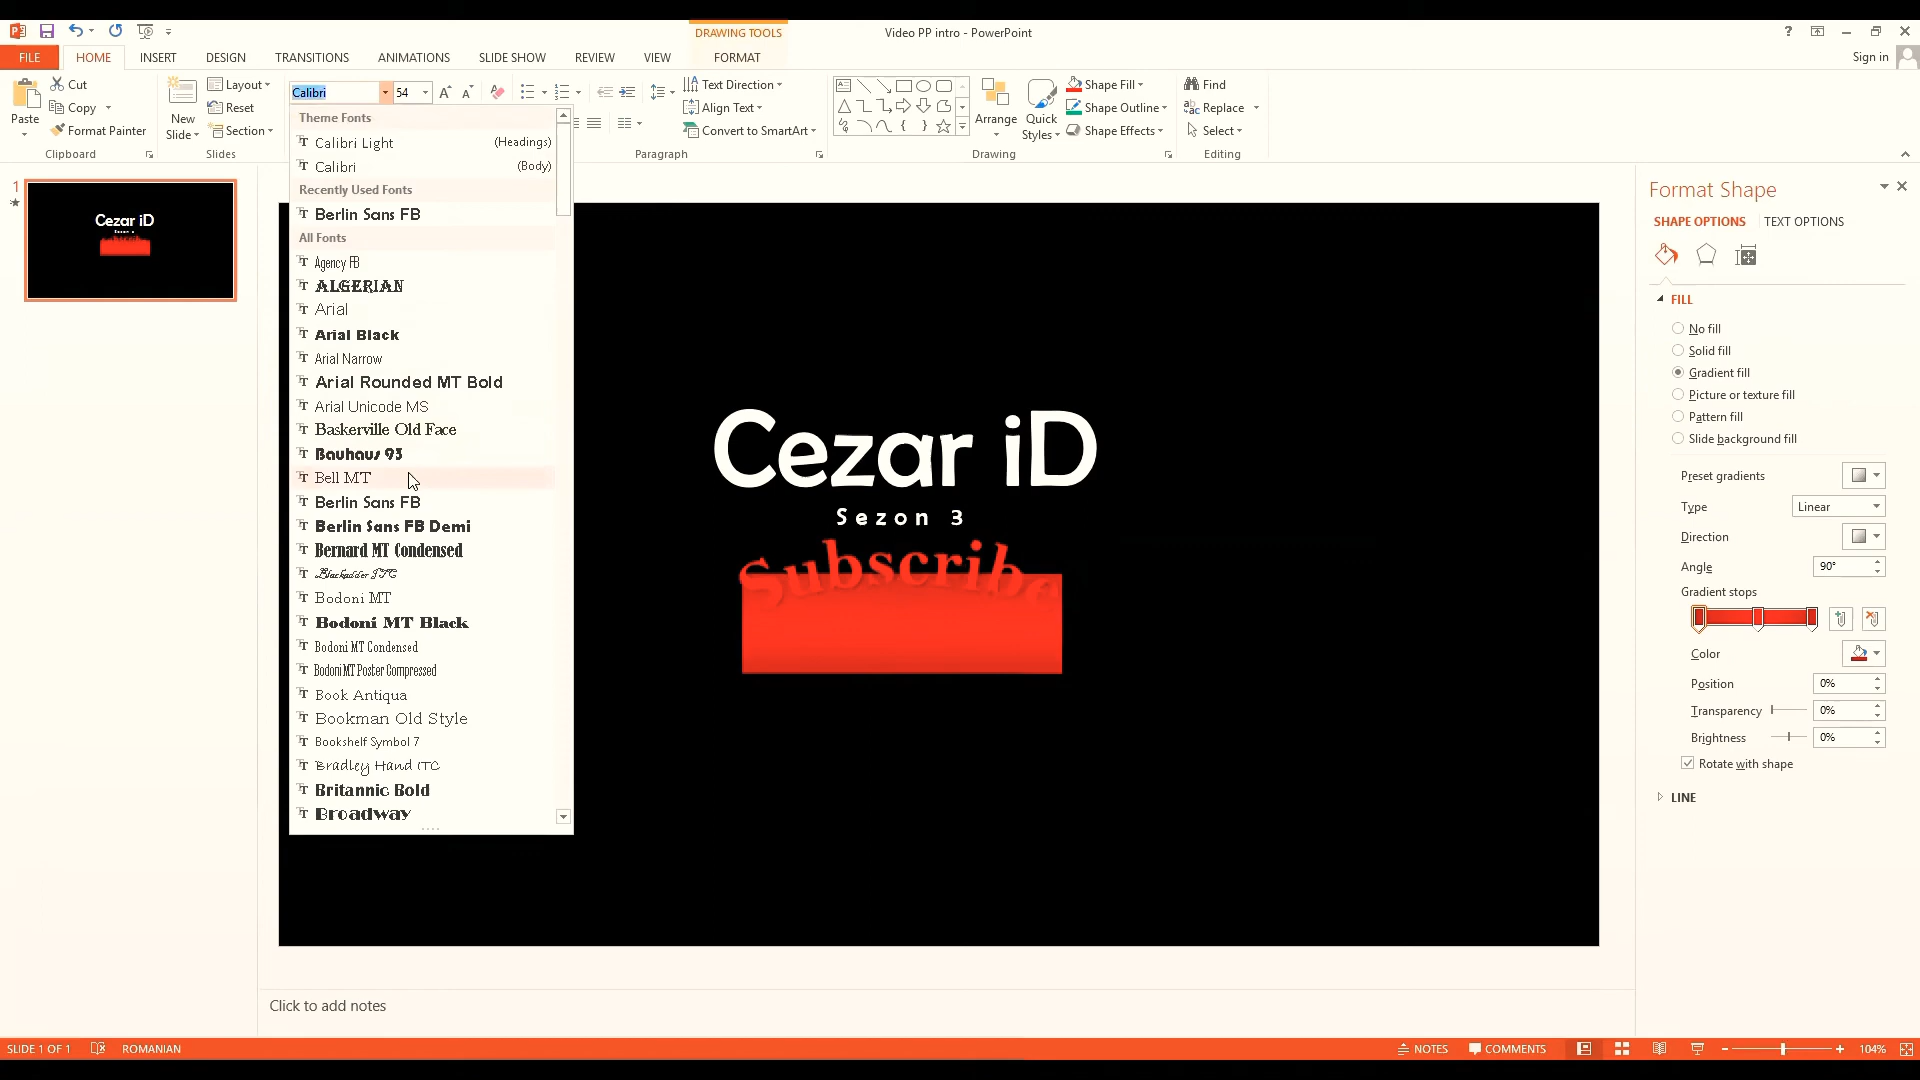 DRAWING TOOLS
Video PP intro - PowerPoint
?
FILE
HOME
INSERT
DESIGN
TRANSITIONS
ANIMATIONS
SLIDE SHOW
REVIEW
VIEW
FORMAT
Sign in
Paste
Cut
Copy
Format Painter
Clipboard
New
Slide
Layout
Reset
Section
Slides
Calibri
54
Text Direction
Align Text
Convert to SmartArt
Paragraph
Arrange
Quick
Styles
Shape Fill
Shape Outline
Shape Effects
Drawing
Find
Replace
Select
Editing
Theme Fonts
Calibri Light (Headings)
Calibri (Body)
Recently Used Fonts
Berlin Sans FB
All Fonts
Agency FB
ALGERIAN
Arial
Arial Black
Arial Narrow
Arial Rounded MT Bold
Arial Unicode MS
Baskerville Old Face
Bauhaus 93
Bell MT
Berlin Sans FB
Berlin Sans FB Demi
Bernard MT Condensed
Blackadder ITC
Bodoni MT
Bodoni MT Black
Bodoni MT Condensed
Bodoni MT Poster Compressed
Book Antiqua
Bookman Old Style
Bookshelf Symbol 7
Bradley Hand ITC
Britannic Bold
Broadway
1
Cezar iD
Sezon 3
Subscribe
Cezar iD
Sezon 3
Subscribe
Format Shape
SHAPE OPTIONS
TEXT OPTIONS
FILL
No fill
Solid fill
Gradient fill
Picture or texture fill
Pattern fill
Slide background fill
Preset gradients
Type
Linear
Direction
Angle
90°
Gradient stops
Color
Position
0%
Transparency
0%
Brightness
0%
Rotate with shape
LINE
Click to add notes
SLIDE 1 OF 1
ROMANIAN
NOTES
COMMENTS
104%